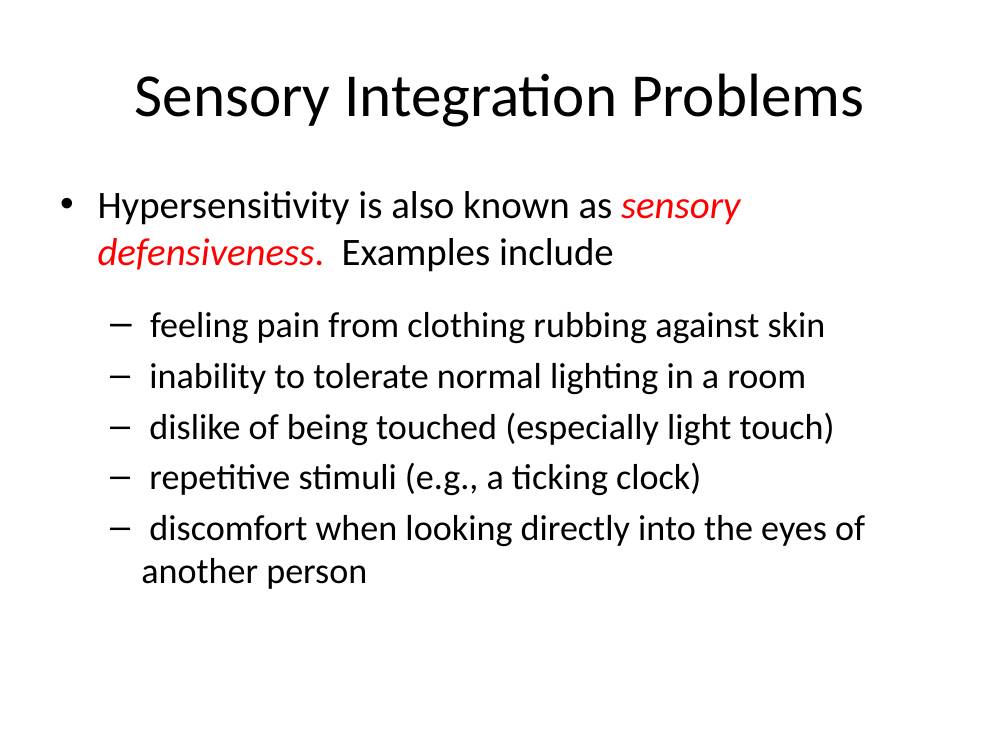 Sensory Integration Problems
• Hypersensitivity is also known as sensory
defensiveness.  Examples include
– feeling pain from clothing rubbing against skin
– inability to tolerate normal lighting in a room
– dislike of being touched (especially light touch)
– repetitive stimuli (e.g., a ticking clock)
– discomfort when looking directly into the eyes of
another person